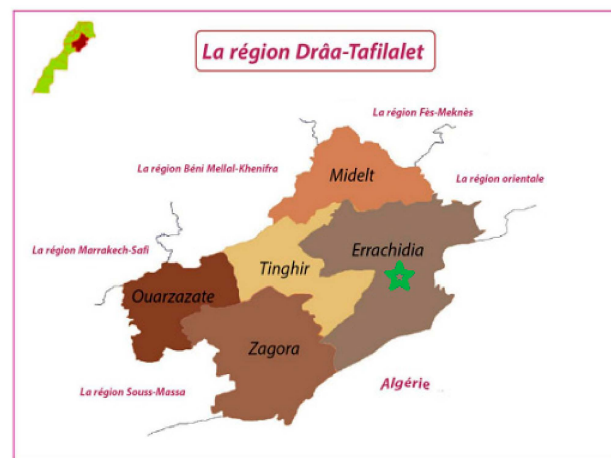 La région Drâa-Tafilalet
La région Fès-Meknès
La région Béni Mellal-Khenifra
Midelt
La région orientale
La région Marrakech-Safi
Errachidia
Tinghir
Ouarzazate
Zagora
Algérie
La région Souss-Massa